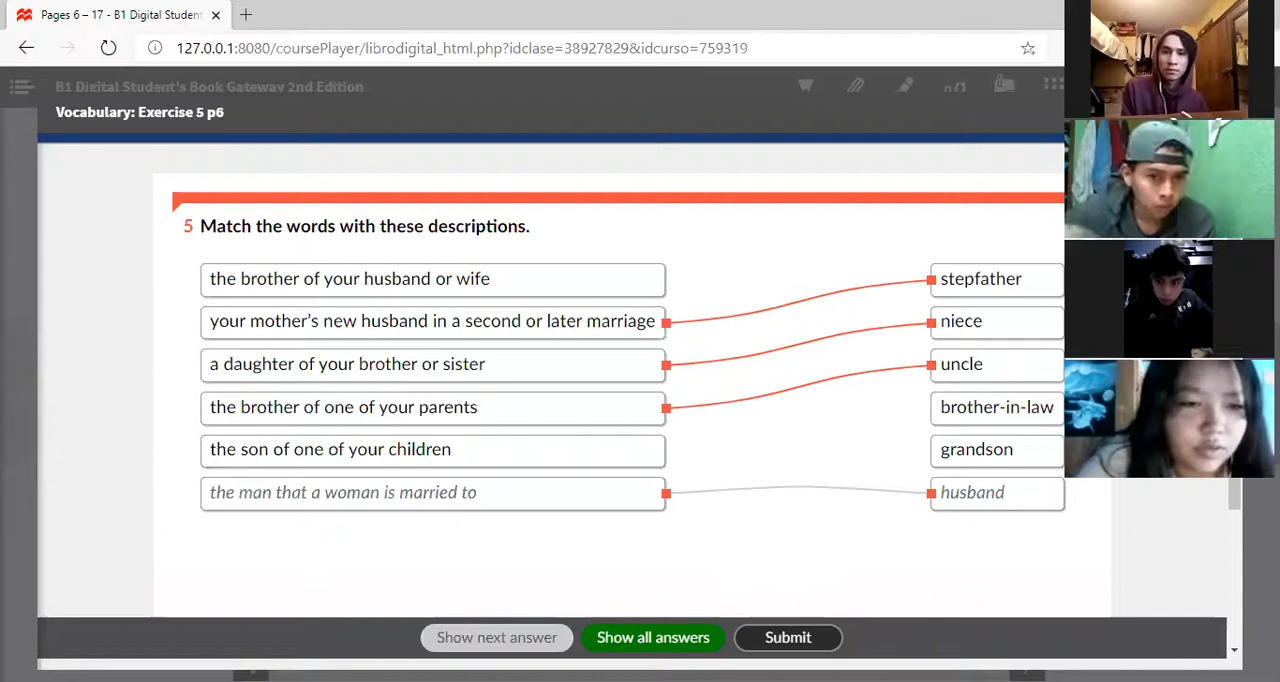 Pages 6 – 17 - B1 Digital Student
127.0.0.1:8080/coursePlayer/librodigital_html.php?idclase=38927829&idcurso=759319
B1 Digital Student's Book Gateway 2nd Edition
Vocabulary: Exercise 5 p6
5 Match the words with these descriptions.
the brother of your husband or wife
stepfather
your mother's new husband in a second or later marriage
niece
a daughter of your brother or sister
uncle
the brother of one of your parents
brother-in-law
the son of one of your children
grandson
the man that a woman is married to
husband
Show next answer
Show all answers
Submit